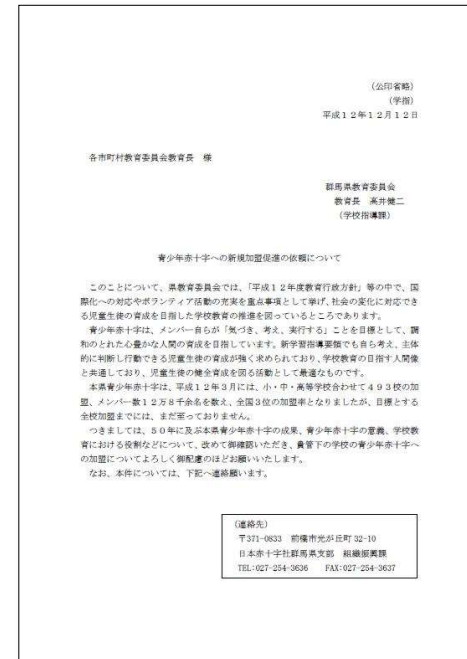 （公印省略）
（学指）
平成１２年１２月１２日
各市町村教育委員会教育長　様
群馬県教育委員会
教育長　高井健二
（学校指導課）
青少年赤十字への新規加盟促進の依頼について
このことについて、県教育委員会では、「平成１２年度教育行政方針」等の中で、国
際化への対応やボランティア活動の充実を重点事項として挙げ、社会の変化に対応でき
る児童生徒の育成を目指した学校教育の推進を図っているところであります。
青少年赤十字は、メンバー自らが「気づき、考え、実行する」ことを目標として、調
和のとれた心豊かな人間の育成を目指しています。新学習指導要領でも自ら考え、主体
的に判断し行動できる児童生徒の育成が強く求められており、学校教育の目指す人間像
と共通しており、児童生徒の健全育成を図る活動として最適なものです。
本県青少年赤十字は、平成１２年３月には、小・中・高等学校合わせて４９３校の加
盟、メンバー数１２万８千余名を数え、全国３位の加盟率となりましたが、目標とする
全校加盟までには、まだ至っておりません。
つきましては、５０年に及ぶ本県青少年赤十字の成果、青少年赤十字の意義、学校教
育における役割などについて、改めて御確認いただき、貴管下の学校の青少年赤十字へ
の加盟についてよろしく御配慮のほどお願いいたします。
なお、本件については、下記へ連絡願います。
（連絡先）
〒371-0833　前橋市光が丘町 32-10
日本赤十字社群馬県支部　組織振興課
TEL:027-254-3636　FAX:027-254-3637